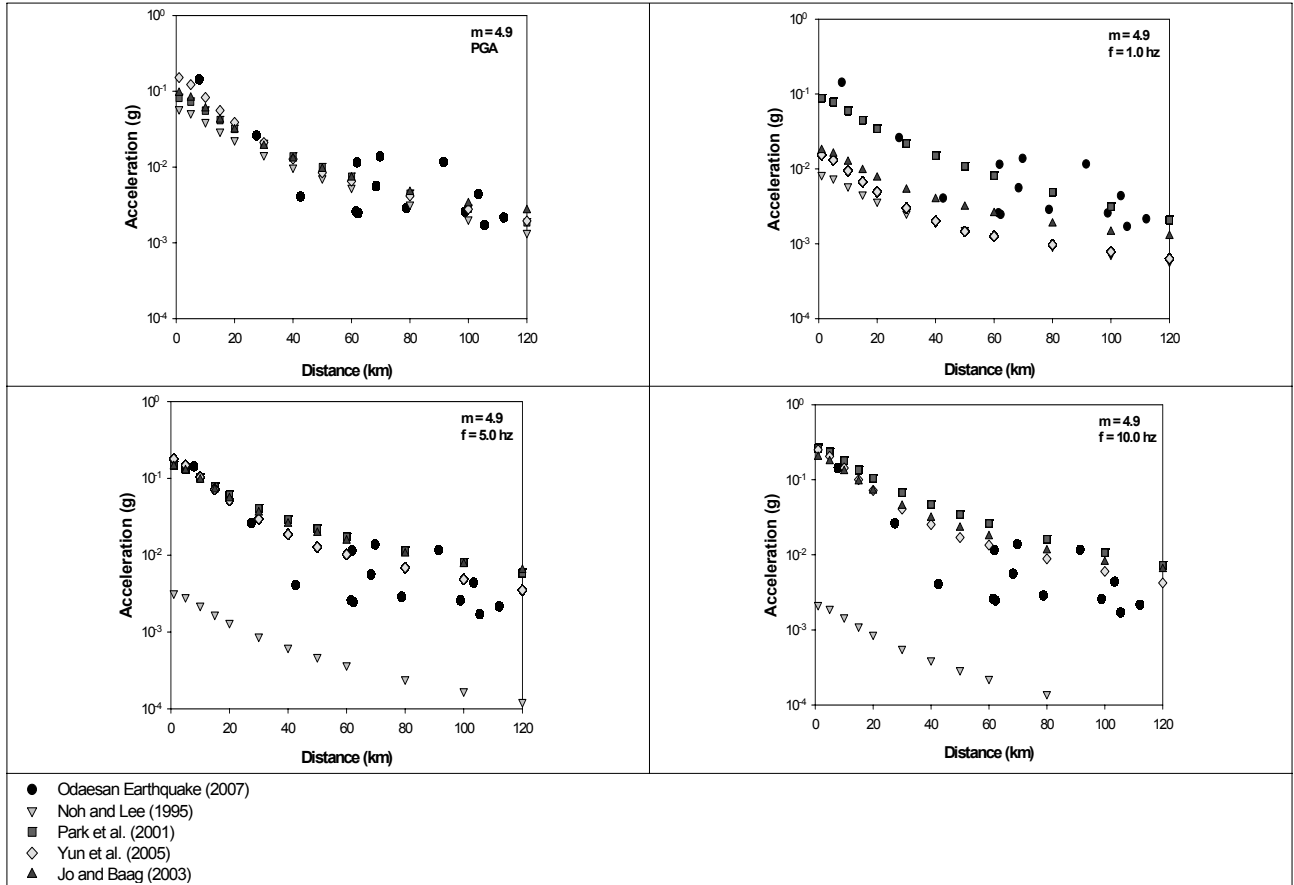 m = 4.9
PGA
Acceleration (g)
10⁰
10⁻¹
10⁻²
10⁻³
10⁻⁴
0 20 40 60 80 100 120
Distance (km)
m = 4.9
f = 1.0 hz
Acceleration (g)
10⁰
10⁻¹
10⁻²
10⁻³
10⁻⁴
0 20 40 60 80 100 120
Distance (km)
m = 4.9
f = 5.0 hz
Acceleration (g)
10⁰
10⁻¹
10⁻²
10⁻³
10⁻⁴
0 20 40 60 80 100 120
Distance (km)
m = 4.9
f = 10.0 hz
Acceleration (g)
10⁰
10⁻¹
10⁻²
10⁻³
10⁻⁴
0 20 40 60 80 100 120
Distance (km)
Odaesan Earthquake (2007)
Noh and Lee (1995)
Park et al. (2001)
Yun et al. (2005)
Jo and Baag (2003)